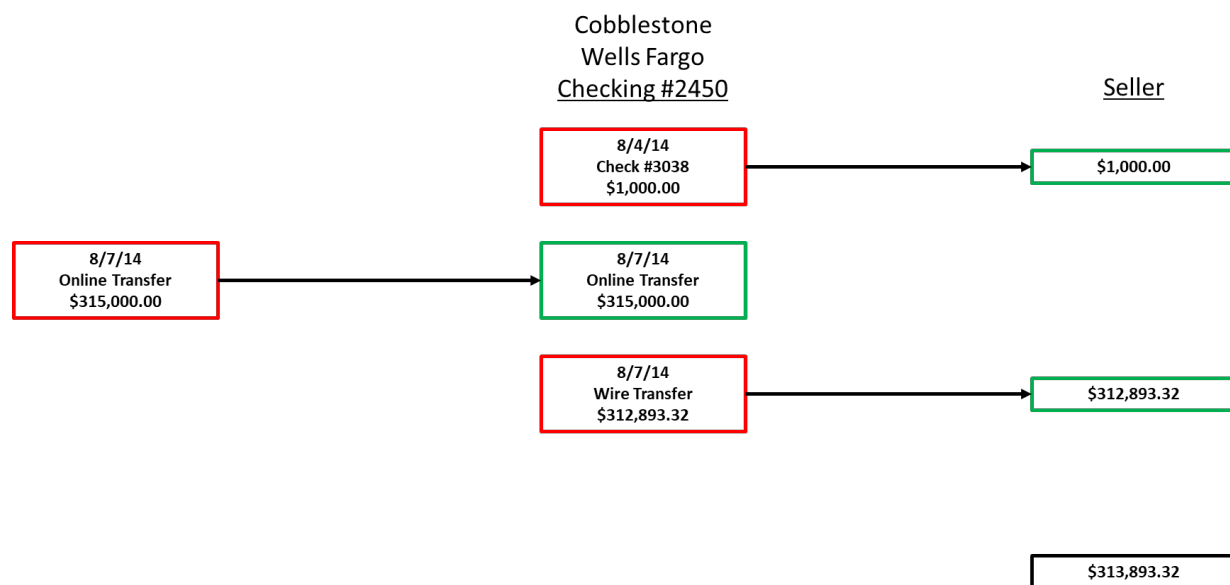 Cobblestone
Wells Fargo
Checking #2450
Seller
8/4/14
Check #3038
$1,000.00
$1,000.00
8/7/14
Online Transfer
$315,000.00
8/7/14
Online Transfer
$315,000.00
8/7/14
Wire Transfer
$312,893.32
$312,893.32
$313,893.32